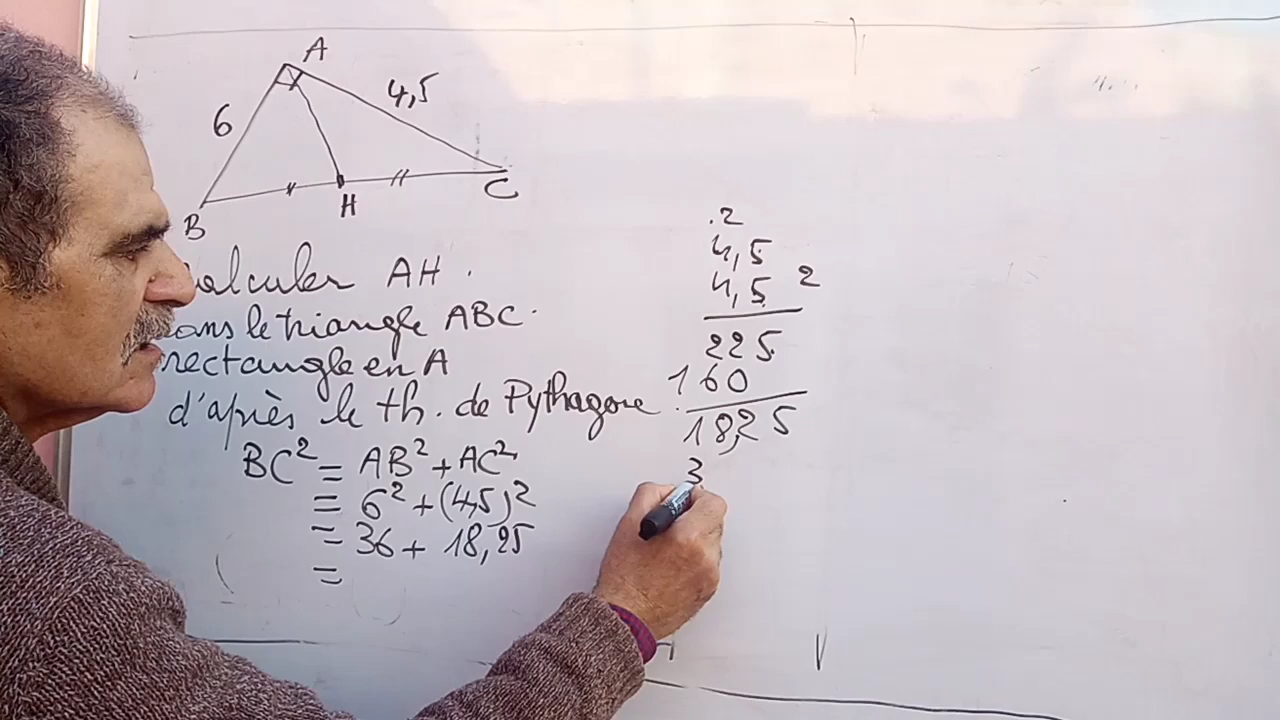 A
6
4,5
B
H
C
alculer AH.
ans le triangle ABC.
rectangle en A
d'après le th. de Pythagore.
BC² = AB² + AC²
= 6² + (4,5)²
= 36 + 18,25
=
.2
4,5
4,5 2
225
160
18,25
3